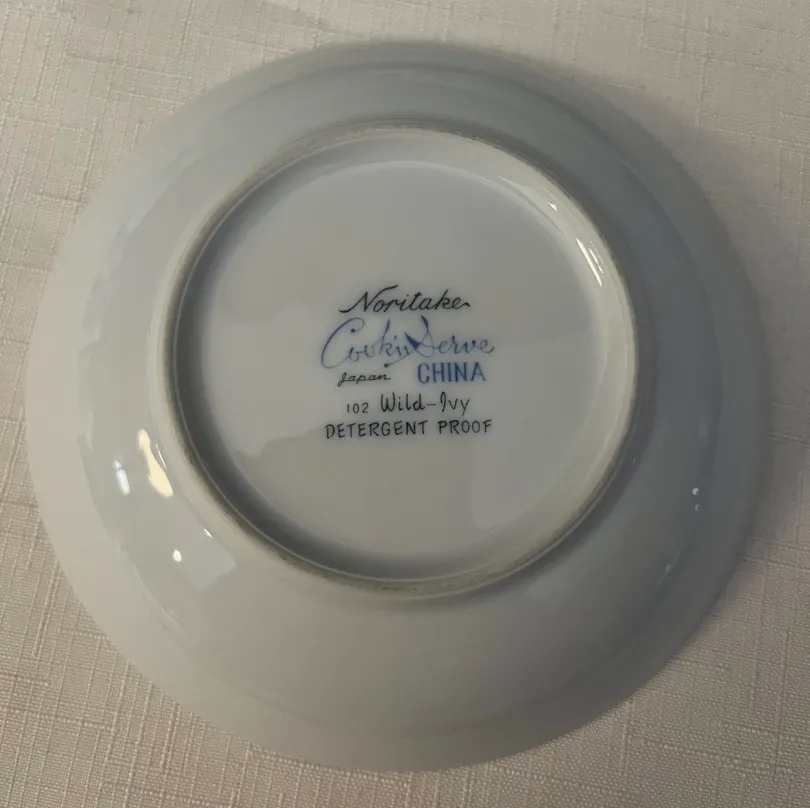 Noritake
Cook'n Serve
Japan CHINA
102 Wild-Ivy
DETERGENT PROOF